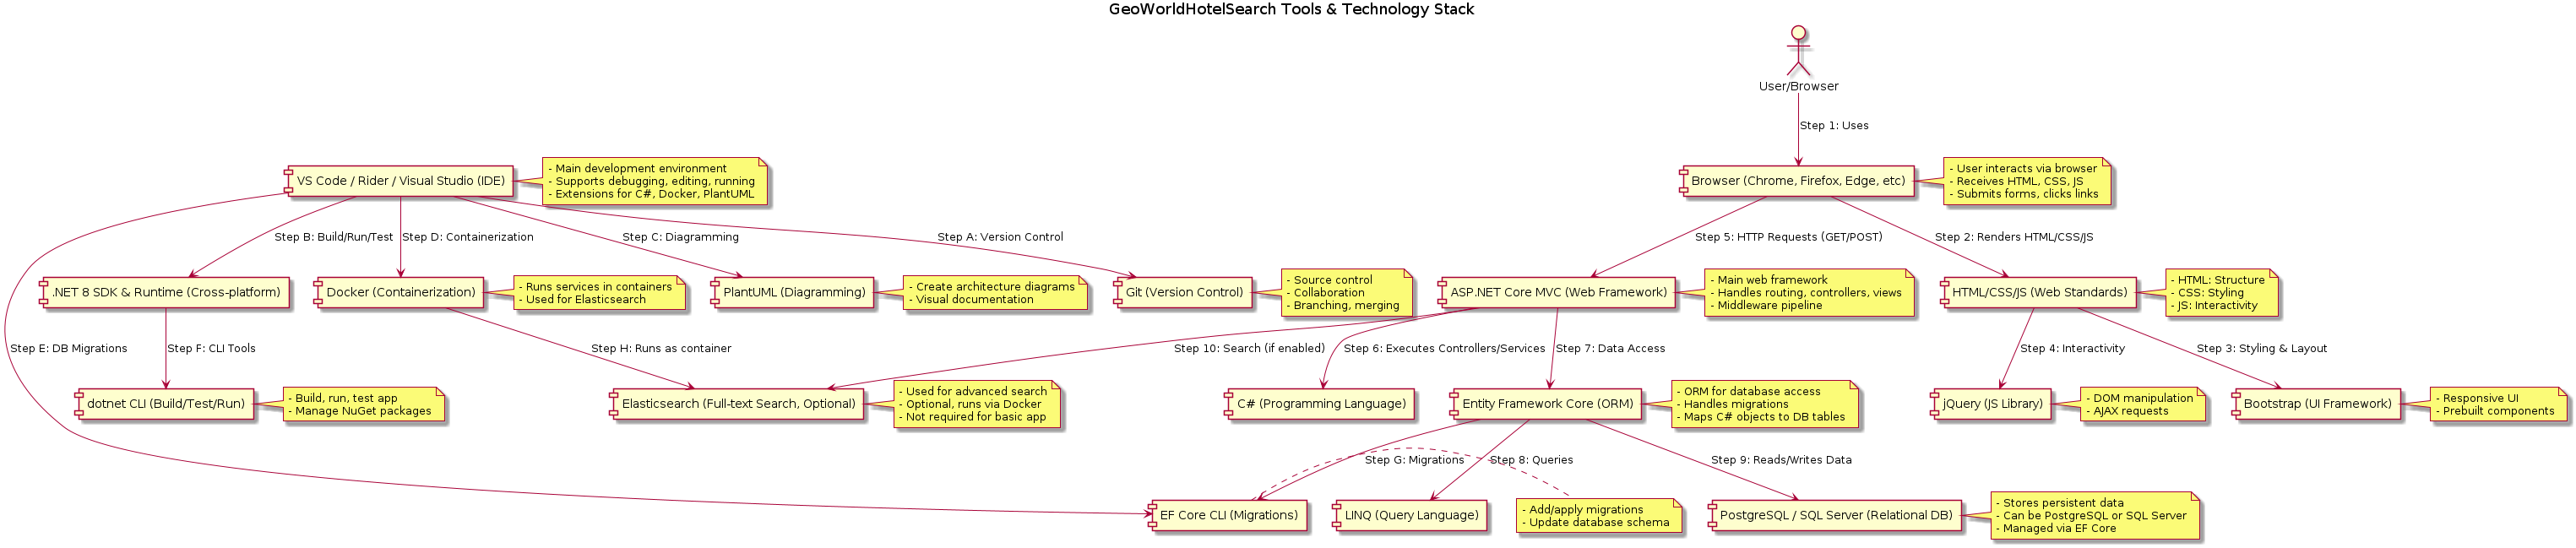 GeoWorldHotelSearch Tools & Technology Stack
User/Browser
Step 1: Uses
VS Code / Rider / Visual Studio (IDE)
- Main development environment
- Supports debugging, editing, running
- Extensions for C#, Docker, PlantUML
Browser (Chrome, Firefox, Edge, etc)
- User interacts via browser
- Receives HTML, CSS, JS
- Submits forms, clicks links
Step B: Build/Run/Test
Step D: Containerization
Step C: Diagramming
Step A: Version Control
Step 5: HTTP Requests (GET/POST)
Step 2: Renders HTML/CSS/JS
.NET 8 SDK & Runtime (Cross-platform)
Docker (Containerization)
- Runs services in containers
- Used for Elasticsearch
PlantUML (Diagramming)
- Create architecture diagrams
- Visual documentation
Git (Version Control)
- Source control
- Collaboration
- Branching, merging
ASP.NET Core MVC (Web Framework)
- Main web framework
- Handles routing, controllers, views
- Middleware pipeline
HTML/CSS/JS (Web Standards)
- HTML: Structure
- CSS: Styling
- JS: Interactivity
Step E: DB Migrations
Step F: CLI Tools
Step H: Runs as container
Step 10: Search (if enabled)
Step 6: Executes Controllers/Services
Step 7: Data Access
Step 4: Interactivity
Step 3: Styling & Layout
dotnet CLI (Build/Test/Run)
- Build, run, test app
- Manage NuGet packages
Elasticsearch (Full-text Search, Optional)
- Used for advanced search
- Optional, runs via Docker
- Not required for basic app
C# (Programming Language)
Entity Framework Core (ORM)
- ORM for database access
- Handles migrations
- Maps C# objects to DB tables
jQuery (JS Library)
- DOM manipulation
- AJAX requests
Bootstrap (UI Framework)
- Responsive UI
- Prebuilt components
Step G: Migrations
Step 8: Queries
Step 9: Reads/Writes Data
EF Core CLI (Migrations)
LINQ (Query Language)
- Add/apply migrations
- Update database schema
PostgreSQL / SQL Server (Relational DB)
- Stores persistent data
- Can be PostgreSQL or SQL Server
- Managed via EF Core